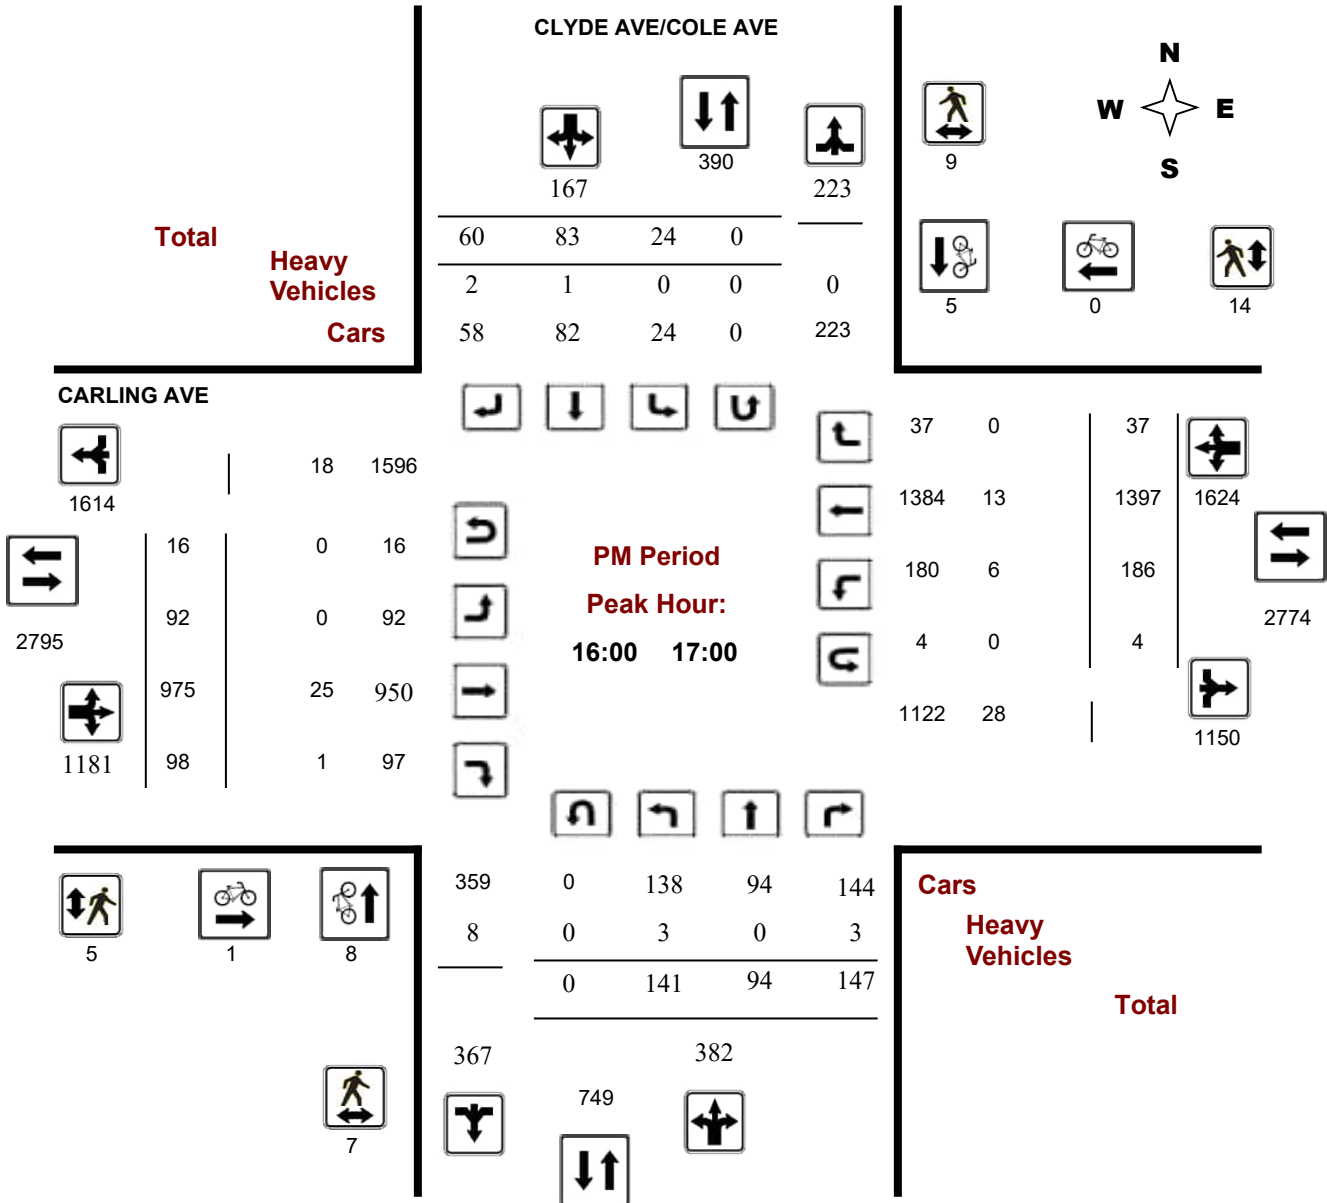 CLYDE AVE/COLE AVE
N
W E
S
390
9
167 223
Total
60 83 24 0
Heavy
Vehicles
2 1 0 0 0
5 0 14
Cars
58 82 24 0 223
CARLING AVE
37 0 37
18 1596
1614
1384 13 1397 1624
16 0 16
PM Period
180 6 186
Peak Hour:
92 0 92
2774
2795
16:00 17:00
4 0 4
975 25 950
1122 28
1150
1181 98 1 97
359 0 138 94 144
Cars
8 0 3 0 3
Heavy
Vehicles
5 1 8
0 141 94 147
Total
367 382
749
7